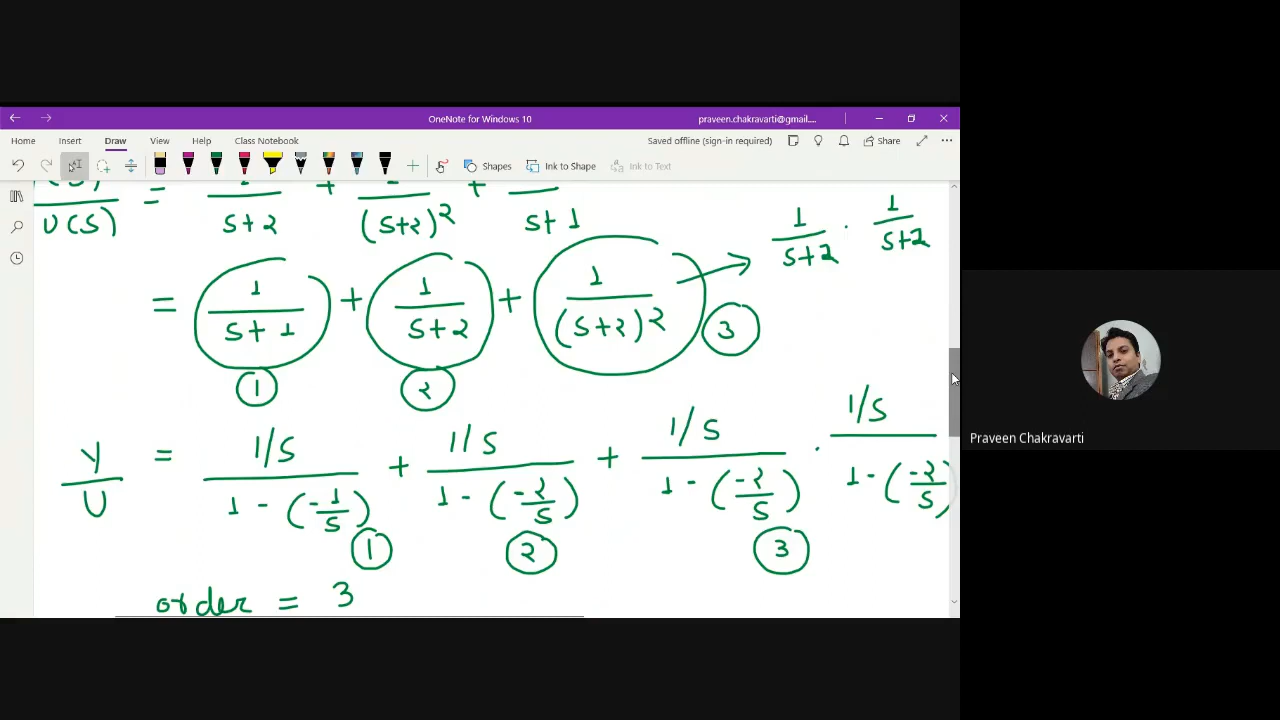 OneNote for Windows 10
praveen.chakravarti@gmail....
Home Insert Draw View Help Class Notebook
Saved offline (sign-in required)
Share
Shapes
Ink to Shape
Ink to Text
U(S) = s+2 + (s+2)^2 + s+1
1/(s+2) . 1/(s+2)
= 1/(s+1) + 1/(s+2) + 1/(s+2)^2
1 2 3
Y/U = (1/s)/(1-(-1/s)) + (1/s)/(1-(-2/s)) + (1/s)/(1-(-2/s)) . (1/s)/(1-(-2/s))
1 2 3
order = 3
Praveen Chakravarti